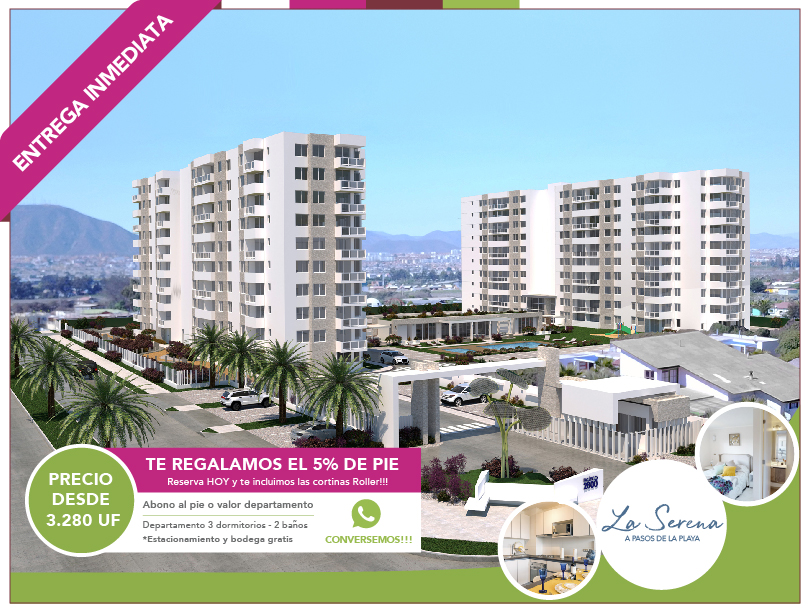 ENTREGA INMEDIATA
TE REGALAMOS EL 5% DE PIE
Reserva HOY y te incluimos las cortinas Roller!!!
PRECIO
DESDE
3.280 UF
Abono al pie o valor departamento
Departamento 3 dormitorios - 2 baños
*Estacionamiento y bodega gratis
CONVERSEMOS!!!
2600
La Serena
A PASOS DE LA PLAYA